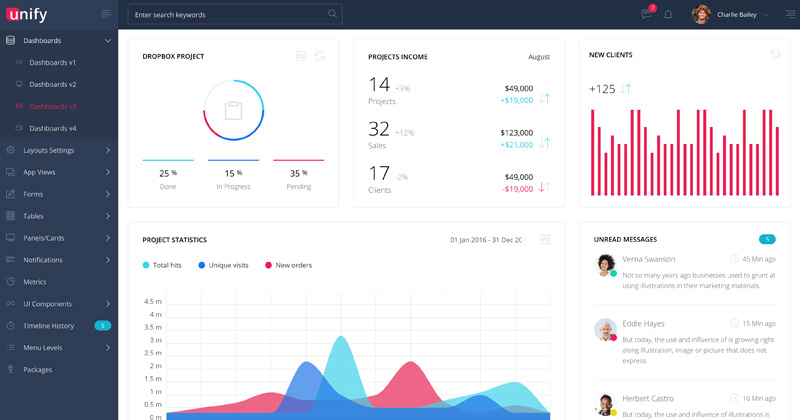 unify
Enter search keywords
7
Charlie Bailey
Dashboards
Dashboards v1
Dashboards v2
Dashboards v3
Dashboards v4
Layouts Settings
App Views
Forms
Tables
Panels/Cards
Notifications
Metrics
UI Components
Timeline History
5
Menu Levels
Packages
DROPBOX PROJECT
25 %
Done
15 %
In Progress
35 %
Pending
PROJECTS INCOME
August
14 +3%
Projects
$49,000
+$19,000
32 +12%
Sales
$123,000
+$21,000
17 -2%
Clients
$49,000
-$19,000
NEW CLIENTS
+125
PROJECT STATISTICS
01 Jan 2016 - 31 Dec 20
Total hits
Unique visits
New orders
4.5 m
4 m
3.5 m
3 m
2.5 m
2 m
1.5 m
1 m
0.5 m
0 m
UNREAD MESSAGES
5
Verna Swanson
45 Min ago
Not so many years ago businesses used to grunt at
using illustrations in their marketing materials.
Eddie Hayes
15 Min ago
But today, the use and influence of is growing right
along illustration, image or picture that does not
express
Herbert Castro
10 Min ago
But today, the use and influence of illustrations is